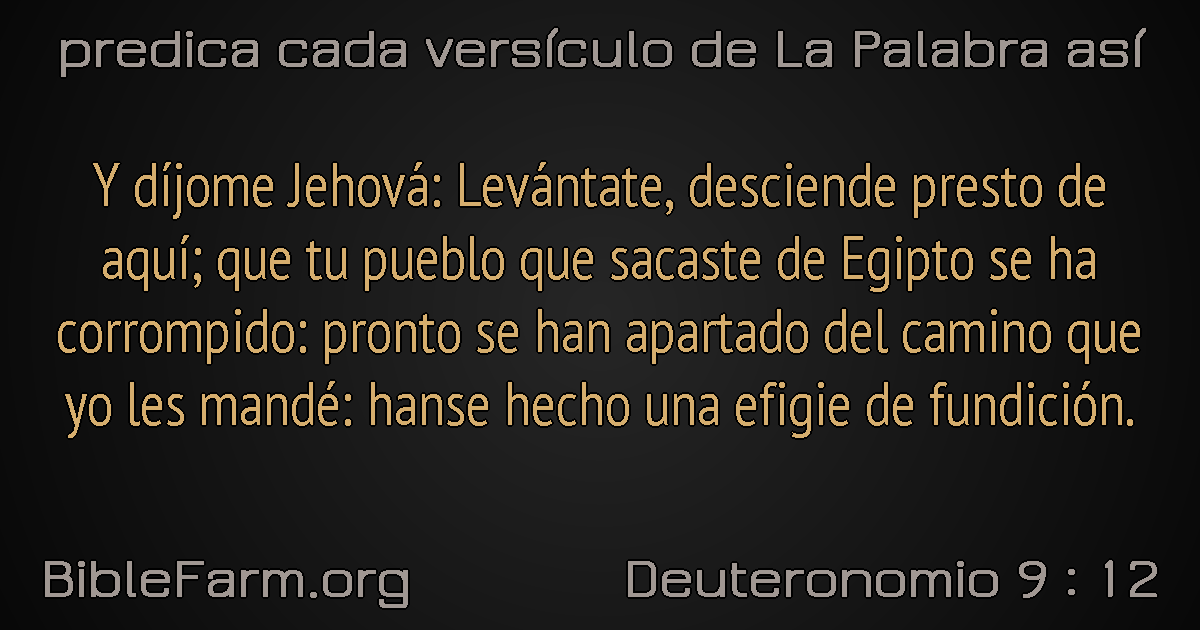 predica cada versículo de La Palabra así
Y díjome Jehová: Levántate, desciende presto de
aquí; que tu pueblo que sacaste de Egipto se ha
corrompido: pronto se han apartado del camino que
yo les mandé: hanse hecho una efigie de fundición.
BibleFarm.org
Deuteronomio 9 : 12